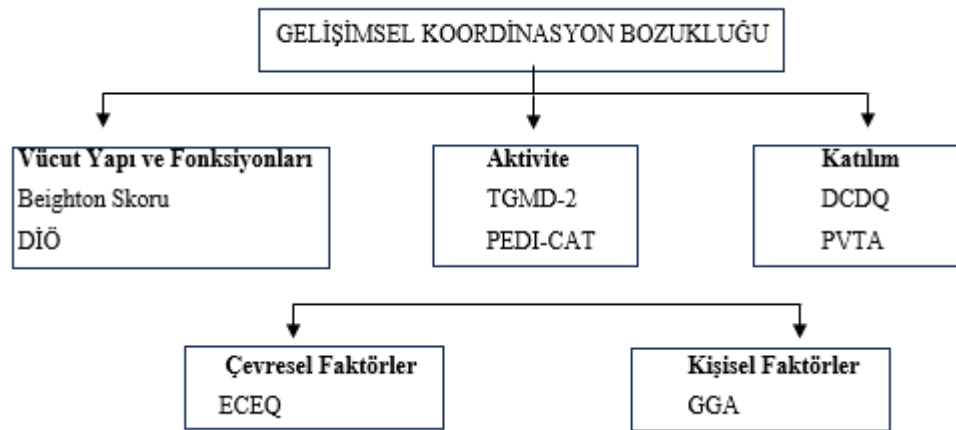 GELİŞİMSEL KOORDİNASYON BOZUKLUĞU
Vücut Yapı ve Fonksiyonları
Beighton Skoru
DİÖ
Aktivite
TGMD-2
PEDI-CAT
Katılım
DCDQ
PVTA
Çevresel Faktörler
ECEQ
Kişisel Faktörler
GGA